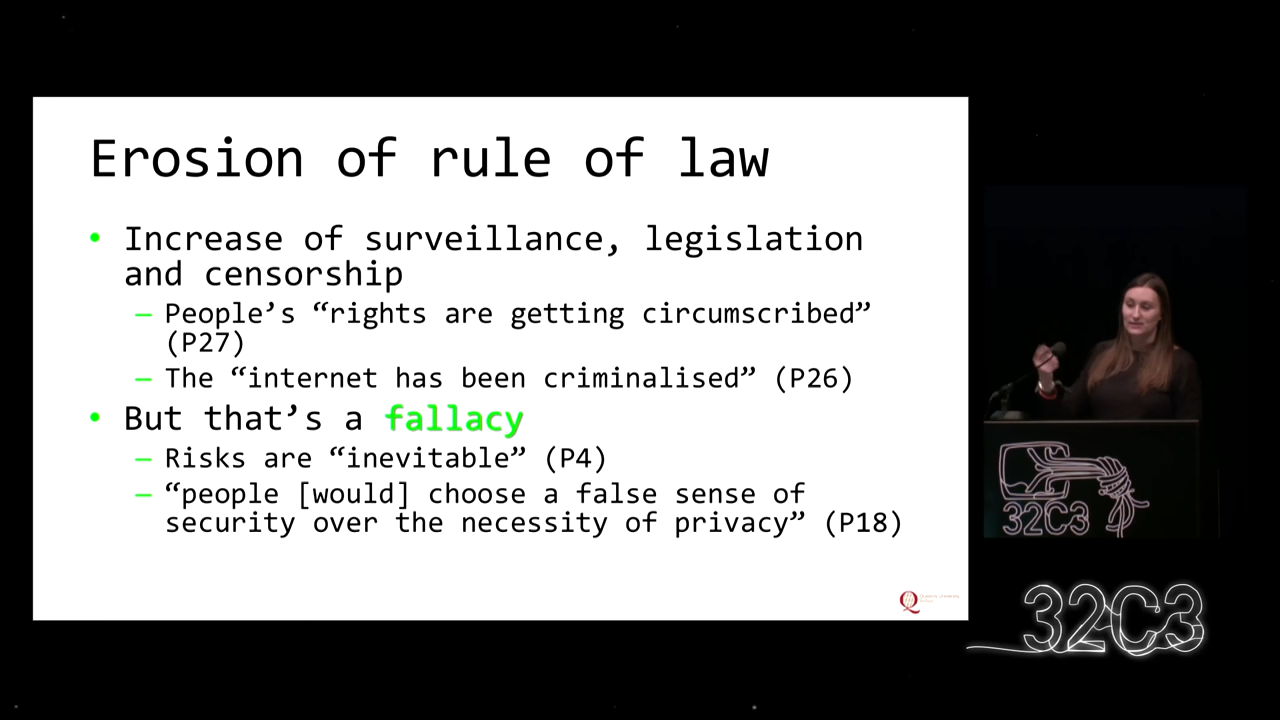 Erosion of rule of law
• Increase of surveillance, legislation
and censorship
– People’s “rights are getting circumscribed”
(P27)
– The “internet has been criminalised” (P26)
• But that’s a fallacy
– Risks are “inevitable” (P4)
– “people [would] choose a false sense of
security over the necessity of privacy” (P18)
32C3
32C3